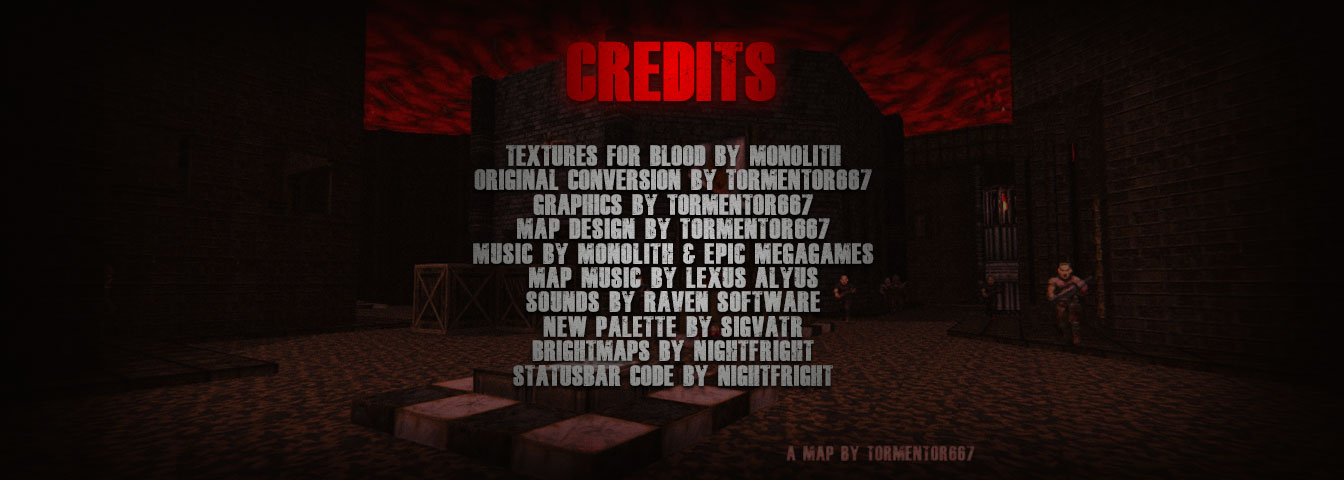 CREDITS
TEXTURES FOR BLOOD BY MONOLITH
ORIGINAL CONVERSION BY TORMENTOR667
GRAPHICS BY TORMENTOR667
MAP DESIGN BY TORMENTOR667
MUSIC BY MONOLITH & EPIC MEGAGAMES
MAP MUSIC BY LEXUS ALYUS
SOUNDS BY RAVEN SOFTWARE
NEW PALETTE BY SIGVATR
BRIGHTMAPS BY NIGHTFRIGHT
STATUSBAR CODE BY NIGHTFRIGHT
A MAP BY TORMENTOR667